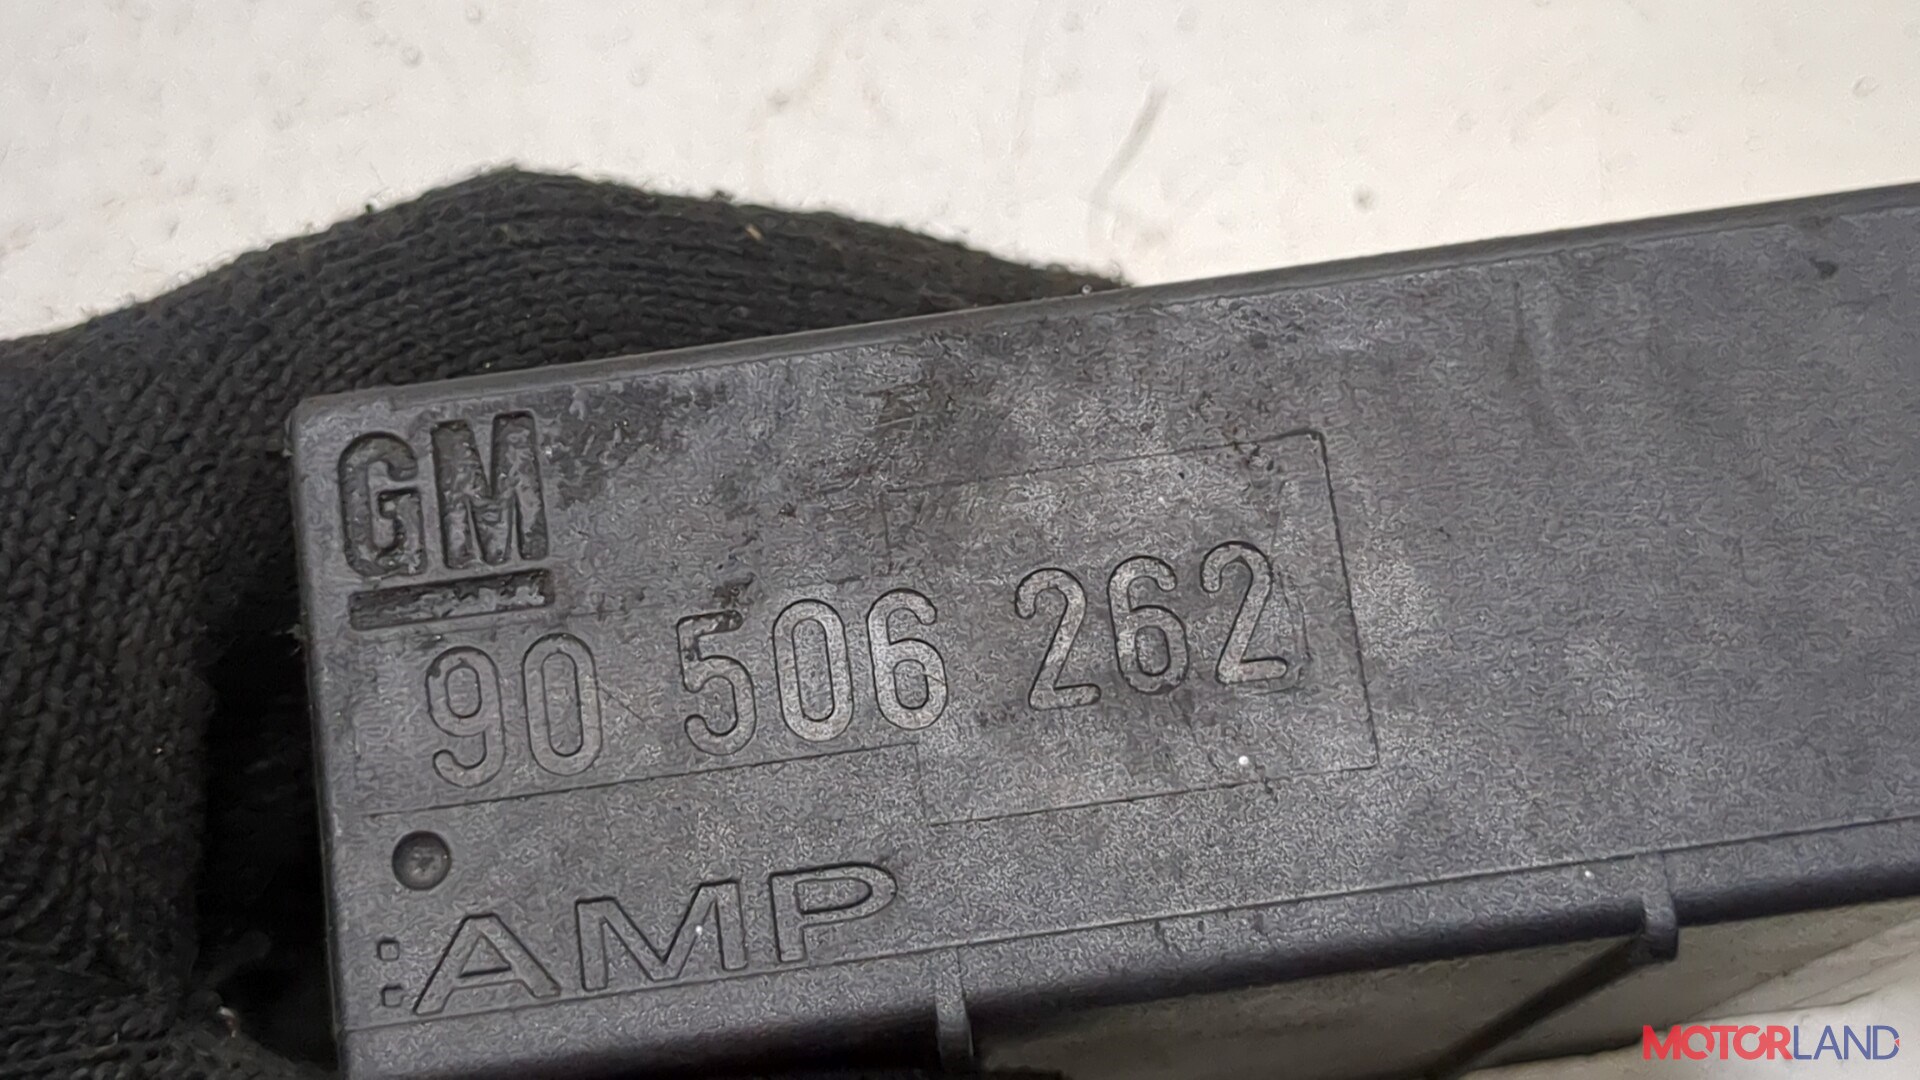 GM
90 506 262
:AMP
MOTORLAND